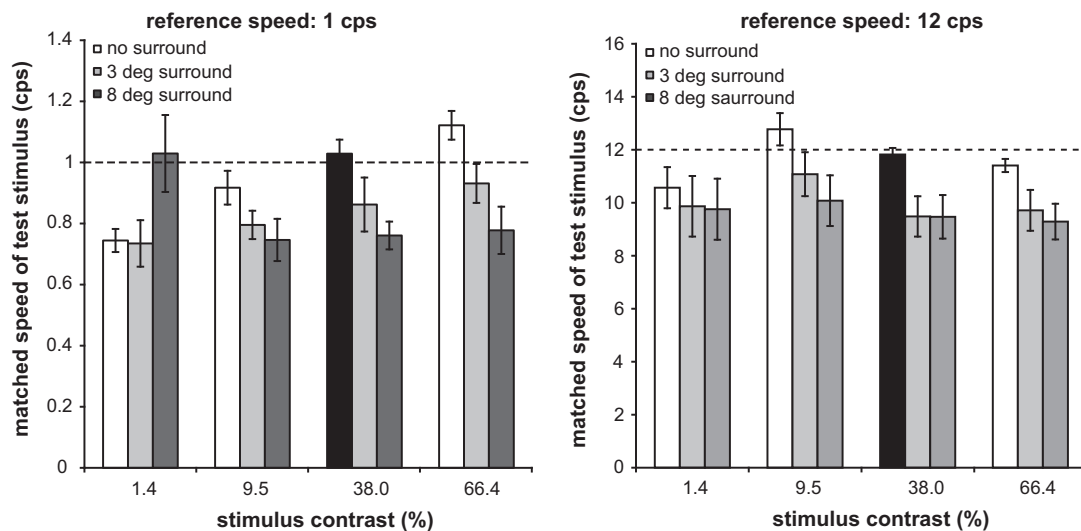 reference speed: 1 cps
1.4
1.2
1
0.8
0.6
0.4
0.2
0
matched speed of test stimulus (cps)
no surround
3 deg surround
8 deg surround
1.4
9.5
38.0
66.4
stimulus contrast (%)
reference speed: 12 cps
16
14
12
10
8
6
4
2
0
matched speed of test stimulus (cps)
no surround
3 deg surround
8 deg saurround
1.4
9.5
38.0
66.4
stimulus contrast (%)